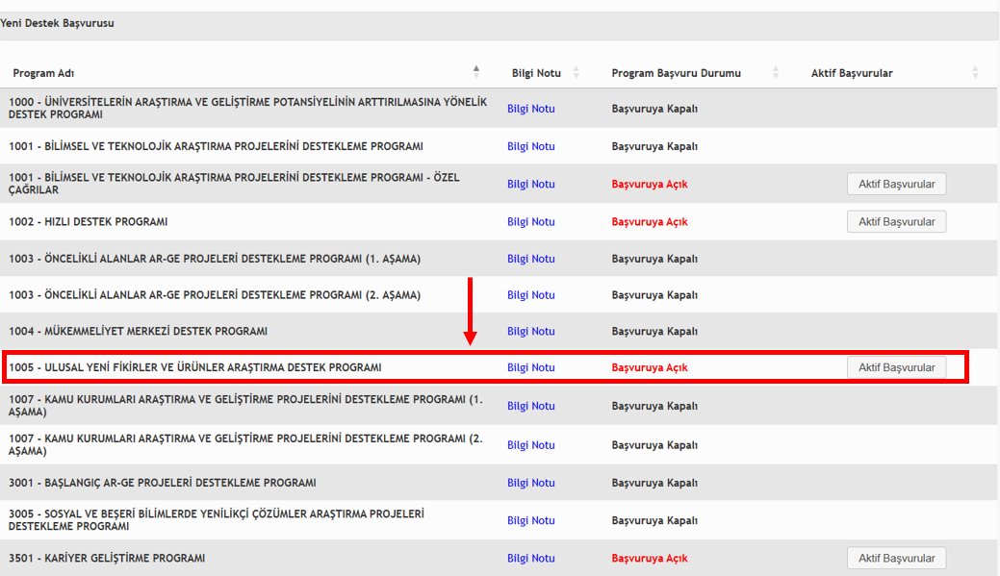 Yeni Destek Başvurusu
Program Adı Bilgi Notu Program Başvuru Durumu Aktif Başvurular
1000 - ÜNİVERSİTELERİN ARAŞTIRMA VE GELİŞTİRME POTANSİYELİNİN ARTTIRILMASINA YÖNELİK
DESTEK PROGRAMI
Bilgi Notu Başvuruya Kapalı
1001 - BİLİMSEL VE TEKNOLOJİK ARAŞTIRMA PROJELERİNİ DESTEKLEME PROGRAMI Bilgi Notu Başvuruya Kapalı
1001 - BİLİMSEL VE TEKNOLOJİK ARAŞTIRMA PROJELERİNİ DESTEKLEME PROGRAMI - ÖZEL
ÇAĞRILAR
Bilgi Notu Başvuruya Açık Aktif Başvurular
1002 - HIZLI DESTEK PROGRAMI Bilgi Notu Başvuruya Açık Aktif Başvurular
1003 - ÖNCELİKLİ ALANLAR AR-GE PROJELERİ DESTEKLEME PROGRAMI (1. AŞAMA) Bilgi Notu Başvuruya Kapalı
1003 - ÖNCELİKLİ ALANLAR AR-GE PROJELERİ DESTEKLEME PROGRAMI (2. AŞAMA) Bilgi Notu Başvuruya Kapalı
1004 - MÜKEMMELİYET MERKEZİ DESTEK PROGRAMI Bilgi Notu Başvuruya Kapalı
1005 - ULUSAL YENİ FİKİRLER VE ÜRÜNLER ARAŞTIRMA DESTEK PROGRAMI Bilgi Notu Başvuruya Açık Aktif Başvurular
1007 - KAMU KURUMLARI ARAŞTIRMA VE GELİŞTİRME PROJELERİNİ DESTEKLEME PROGRAMI (1.
AŞAMA)
Bilgi Notu Başvuruya Kapalı
1007 - KAMU KURUMLARI ARAŞTIRMA VE GELİŞTİRME PROJELERİNİ DESTEKLEME PROGRAMI (2.
AŞAMA)
Bilgi Notu Başvuruya Kapalı
3001 - BAŞLANGIÇ AR-GE PROJELERİ DESTEKLEME PROGRAMI Bilgi Notu Başvuruya Kapalı
3005 - SOSYAL VE BEŞERİ BİLİMLERDE YENİLİKÇİ ÇÖZÜMLER ARAŞTIRMA PROJELERİ
DESTEKLEME PROGRAMI
Bilgi Notu Başvuruya Kapalı
3501 - KARİYER GELİŞTİRME PROGRAMI Bilgi Notu Başvuruya Açık Aktif Başvurular